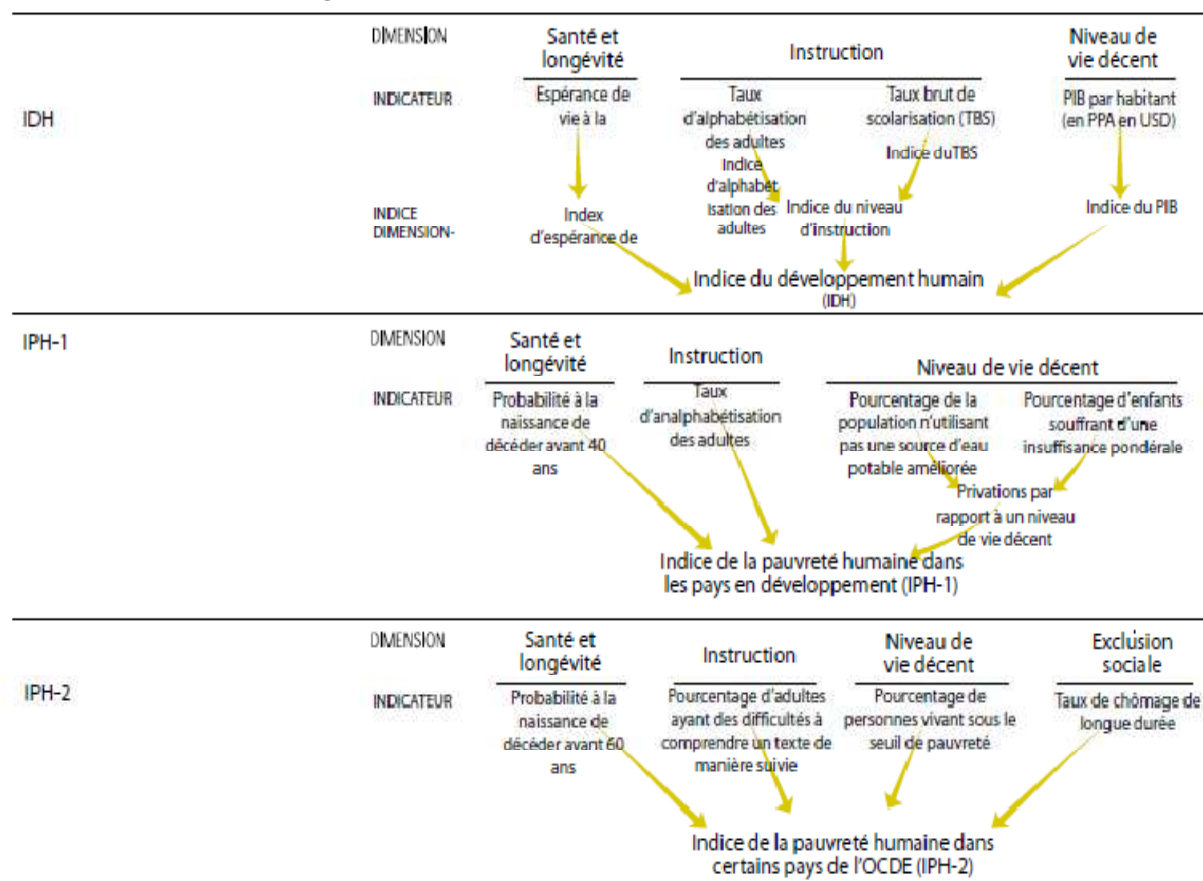 IDH
DIMENSION
Santé et
longévité
Instruction
Niveau de
vie décent
INDICATEUR
Espérance de
vie à la
Taux
d'alphabétisation
des adultes
Indice
d'alphabét
isation des
adultes
Taux brut de
scolarisation (TBS)
Indice du TBS
PIB par habitant
(en PPA en USD)
INDICE
DIMENSION-
Index
d'espérance de
Indice du niveau
d'instruction
Indice du PIB
Indice du développement humain
(IDH)
IPH-1
DIMENSION
Santé et
longévité
Instruction
Niveau de vie décent
INDICATEUR
Probabilité à la
naissance de
décéder avant 40
ans
Taux
d'analphabétisation
des adultes
Pourcentage de la
population n'utilisant
pas une source d'eau
potable améliorée
Pourcentage d'enfants
souffrant d'une
insuffisance pondérale
Privations par
rapport à un niveau
de vie décent
Indice de la pauvreté humaine dans
les pays en développement (IPH-1)
IPH-2
DIMENSION
Santé et
longévité
Instruction
Niveau de
vie décent
Exclusion
sociale
INDICATEUR
Probabilité à la
naissance de
décéder avant 60
ans
Pourcentage d'adultes
ayant des difficultés à
comprendre un texte de
manière suivie
Pourcentage de
personnes vivant sous le
seuil de pauvreté
Taux de chômage de
longue durée
Indice de la pauvreté humaine dans
certains pays de l'OCDE (IPH-2)